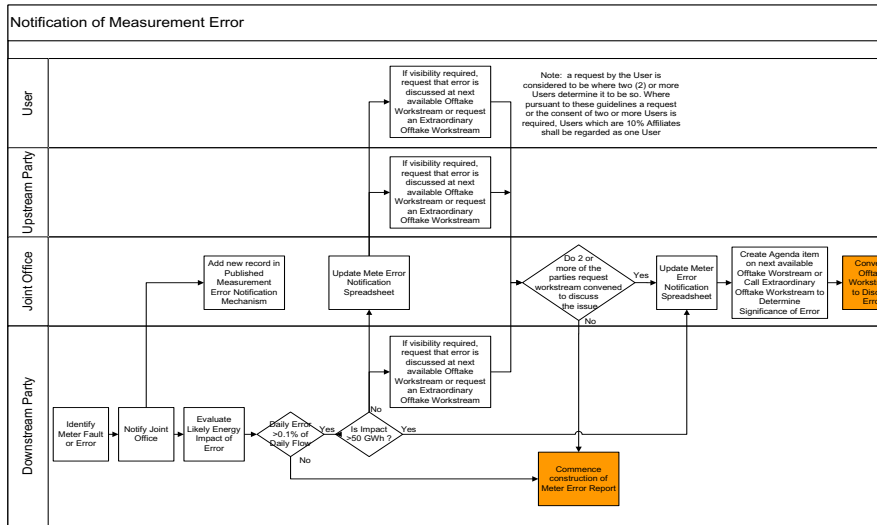 Notification of Measurement Error
User
If visibility required,
request that error is
discussed at next
available Offtake
Workstream or request
an Extraordinary
Offtake Workstream
Note: a request by the User is
considered to be where two (2) or more
Users determine it to be so. Where
pursuant to these guidelines a request
or the consent of two or more Users is
required, Users which are 10% Affiliates
shall be regarded as one User
Upstream Party
If visibility required,
request that error is
discussed at next
available Offtake
Workstream or request
an Extraordinary
Offtake Workstream
Joint Office
Add new record in
Published
Measurement
Error Notification
Mechanism
Update Mete Error
Notification
Spreadsheet
Do 2 or
more of the
parties request
workstream convened
to discuss
the issue
Yes
No
Update Meter
Error
Notification
Spreadsheet
Create Agenda item
on next available
Offtake Worstream or
Call Extraordinary
Offtake Workstream to
Determine
Significance of Error
Conve
Offta
Workst
to Disc
Erro
Downstream Party
If visibility required,
request that error is
discussed at next
available Offtake
Workstream or request
an Extraordinary
Offtake Workstream
Identify
Meter Fault
or Error
Notify Joint
Office
Evaluate
Likely Energy
Impact of
Error
Daily Error
>0.1% of
Daily Flow
Yes
No
Is Impact
>50 GWh ?
No
Yes
Commence
construction of
Meter Error Report